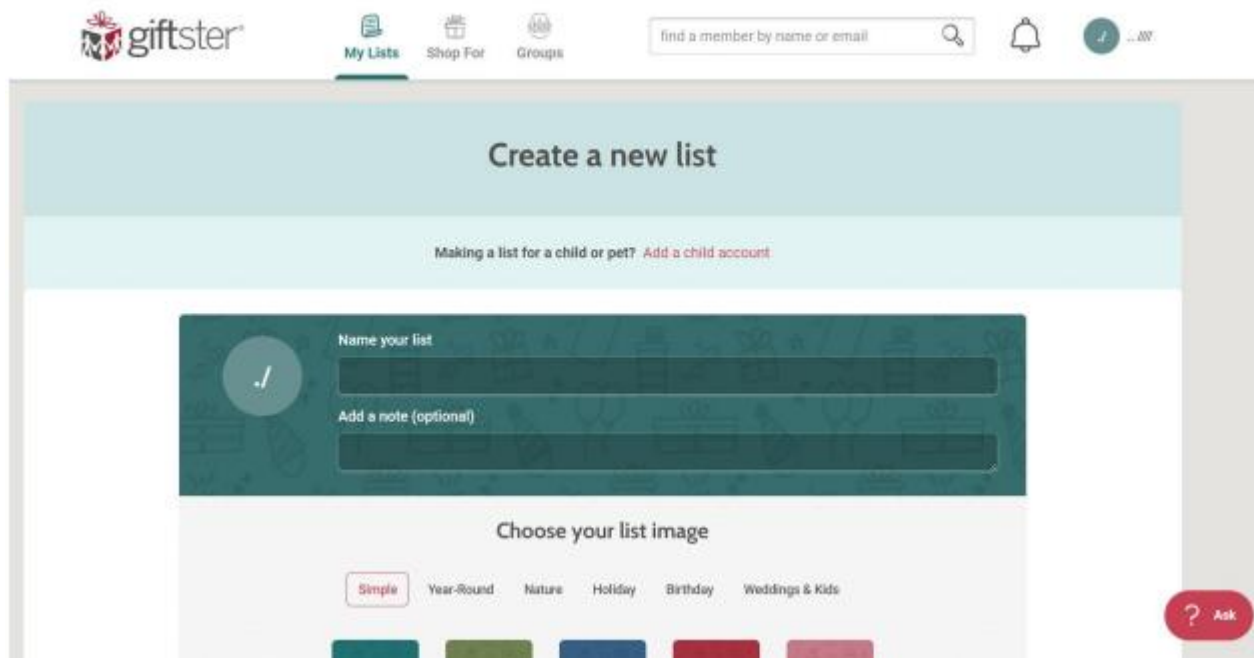 giftster
My Lists
Shop For
Groups
find a member by name or email
./
Create a new list
Making a list for a child or pet? Add a child account
./
Name your list
Add a note (optional)
Choose your list image
Simple Year-Round Nature Holiday Birthday Weddings & Kids
? Ask